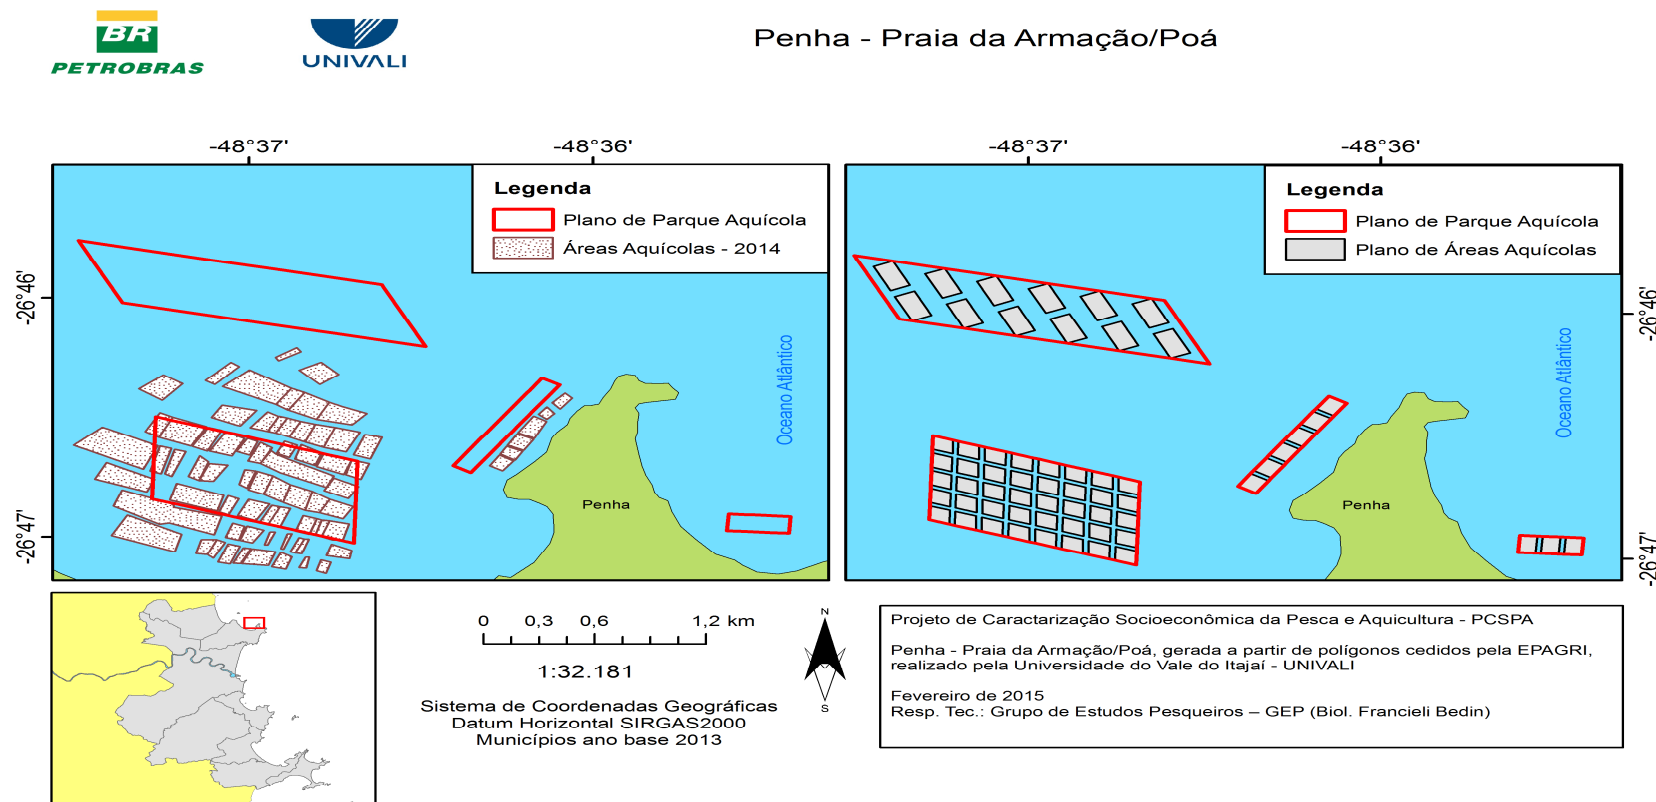 BR
PETROBRAS
UNIVALI
Penha - Praia da Armação/Poá
-48°37'
-48°36'
-48°37'
-48°36'
Legenda
Plano de Parque Aquícola
Áreas Aquícolas - 2014
Legenda
Plano de Parque Aquícola
Plano de Áreas Aquícolas
-26°46'
-26°47'
Oceano Atlântico
Penha
Oceano Atlântico
Penha
-26°46'
-26°47'
0 0,3 0,6 1,2 km
1:32.181
Sistema de Coordenadas Geográficas
Datum Horizontal SIRGAS2000
Municípios ano base 2013
N
S
Projeto de Caractarização Socioeconômica da Pesca e Aquicultura - PCSPA
Penha - Praia da Armação/Poá, gerada a partir de polígonos cedidos pela EPAGRI,
realizado pela Universidade do Vale do Itajaí - UNIVALI
Fevereiro de 2015
Resp. Tec.: Grupo de Estudos Pesqueiros – GEP (Biol. Francieli Bedin)